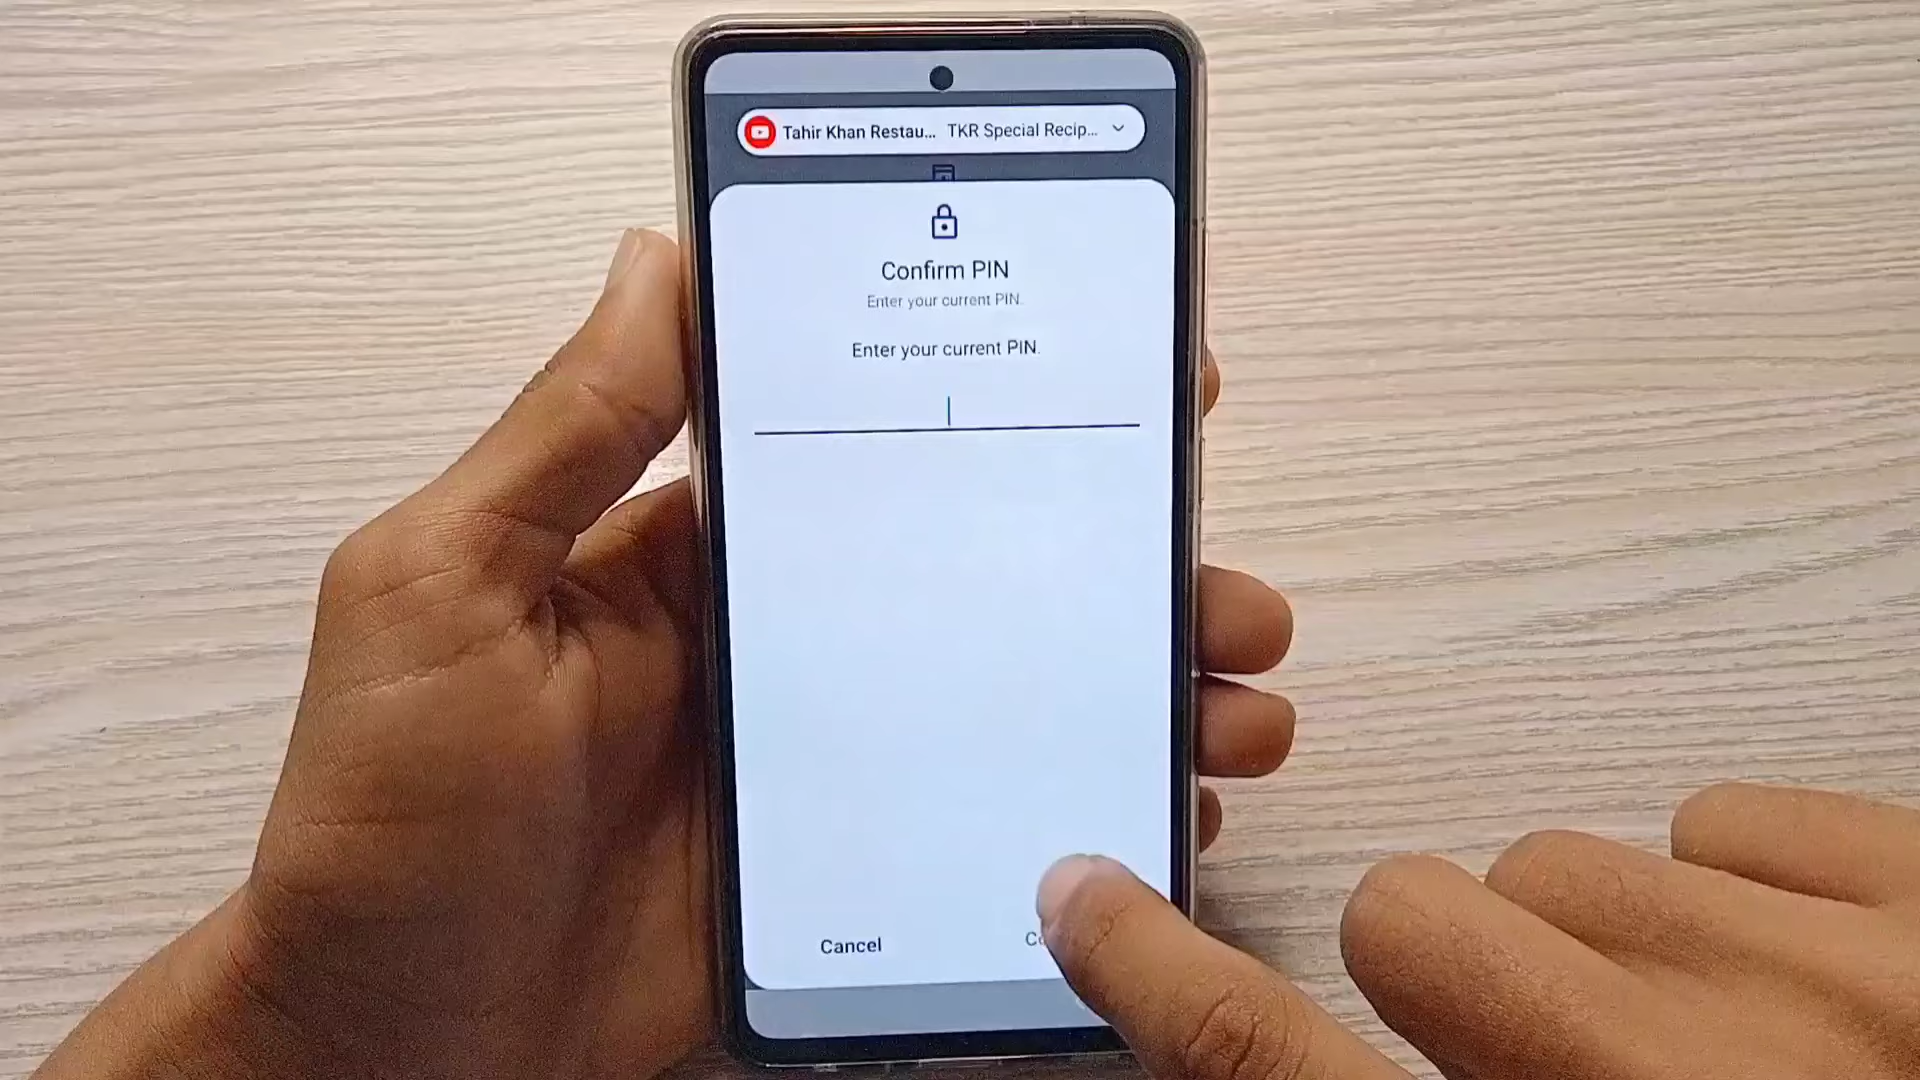 Tahir Khan Restau... TKR Special Recip...
Confirm PIN
Enter your current PIN.
Enter your current PIN.
Cancel